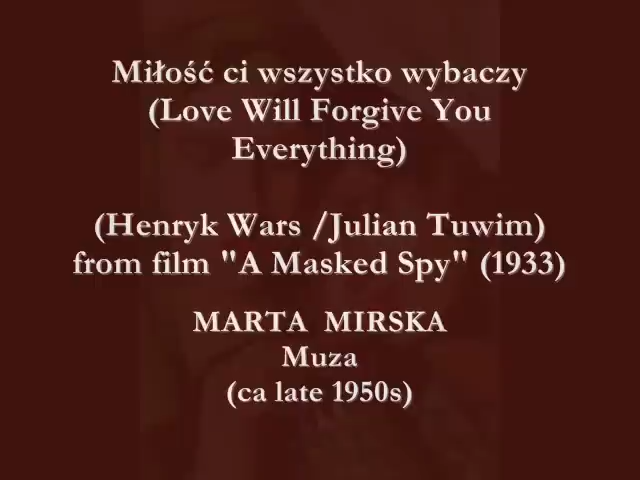 Miłość ci wszystko wybaczy
(Love Will Forgive You
Everything)
(Henryk Wars /Julian Tuwim)
from film "A Masked Spy" (1933)
MARTA MIRSKA
Muza
(ca late 1950s)